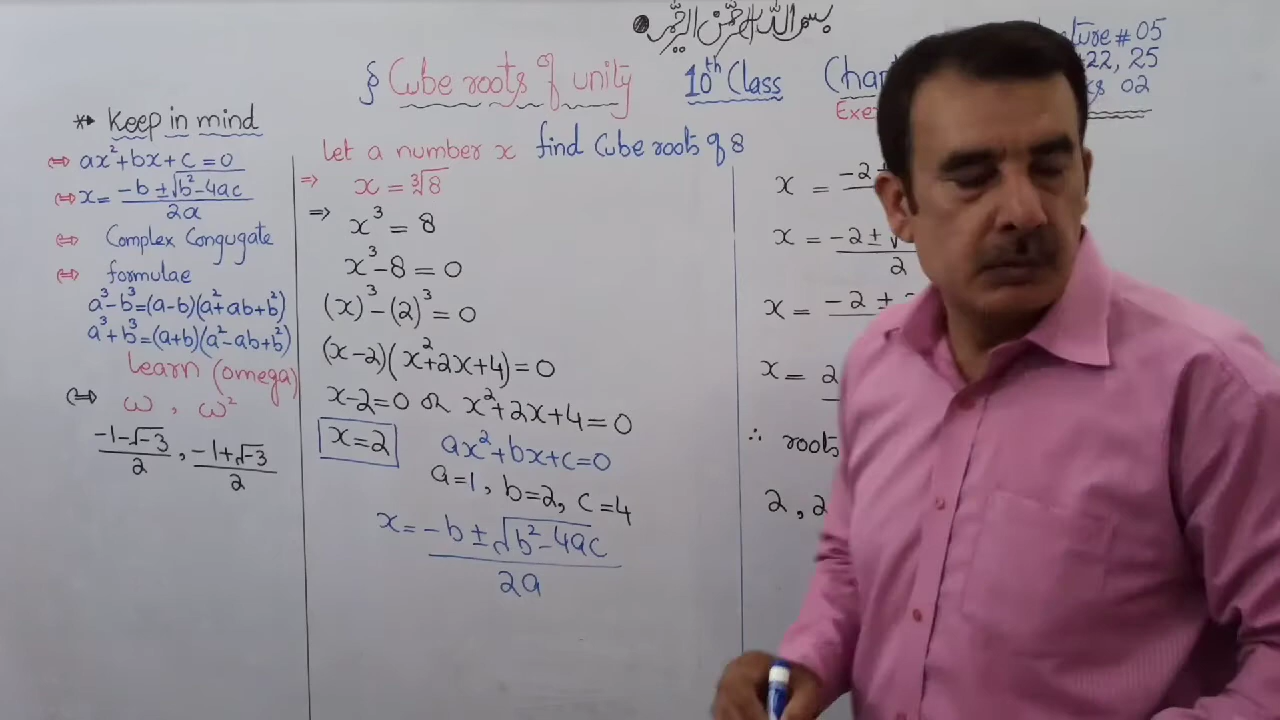 بسم اللہ الرحمٰن الرحیم
§ Cube roots of unity 10th Class
05
22, 25
02
*» Keep in mind
⇔ ax²+bx+c=0
⇔ x= -b ±√b²-4ac / 2a
⇔ Complex Congugate
⇔ formulae
a³-b³=(a-b)(a²+ab+b²)
a³+b³=(a+b)(a²-ab+b²)
learn (omega)
⇔ ω , ω²
-1-√-3 / 2 , -1+√-3 / 2
let a number x find Cube roots of 8
⇒ x = ³√8
⇒ x³ = 8
x³-8 = 0
(x)³-(2)³=0
(x-2)(x²+2x+4)=0
x-2=0 or x²+2x+4=0
x=2 ax²+bx+c=0
a=1, b=2, c=4
x= -b ±√b²-4ac / 2a
x = -2±
x = -2±√ / 2
x = -2 ±
x = 2
∴ roots
2 , 2